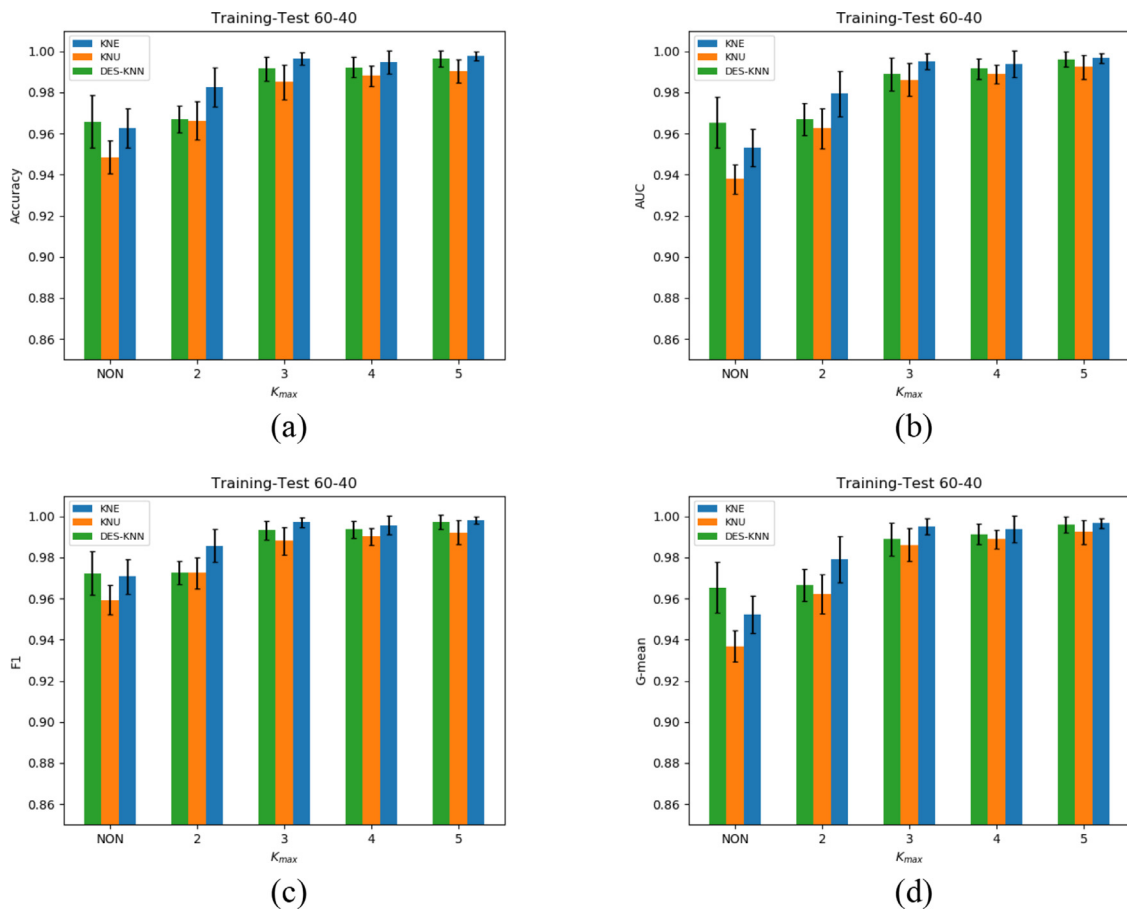 Training-Test 60-40
KNE
KNU
DES-KNN
Accuracy
1.00
0.98
0.96
0.94
0.92
0.90
0.88
0.86
NON 2 3 4 5
Kmax
(a)
Training-Test 60-40
KNE
KNU
DES-KNN
AUC
1.00
0.98
0.96
0.94
0.92
0.90
0.88
0.86
NON 2 3 4 5
Kmax
(b)
Training-Test 60-40
KNE
KNU
DES-KNN
F1
1.00
0.98
0.96
0.94
0.92
0.90
0.88
0.86
NON 2 3 4 5
Kmax
(c)
Training-Test 60-40
KNE
KNU
DES-KNN
G-mean
1.00
0.98
0.96
0.94
0.92
0.90
0.88
0.86
NON 2 3 4 5
Kmax
(d)